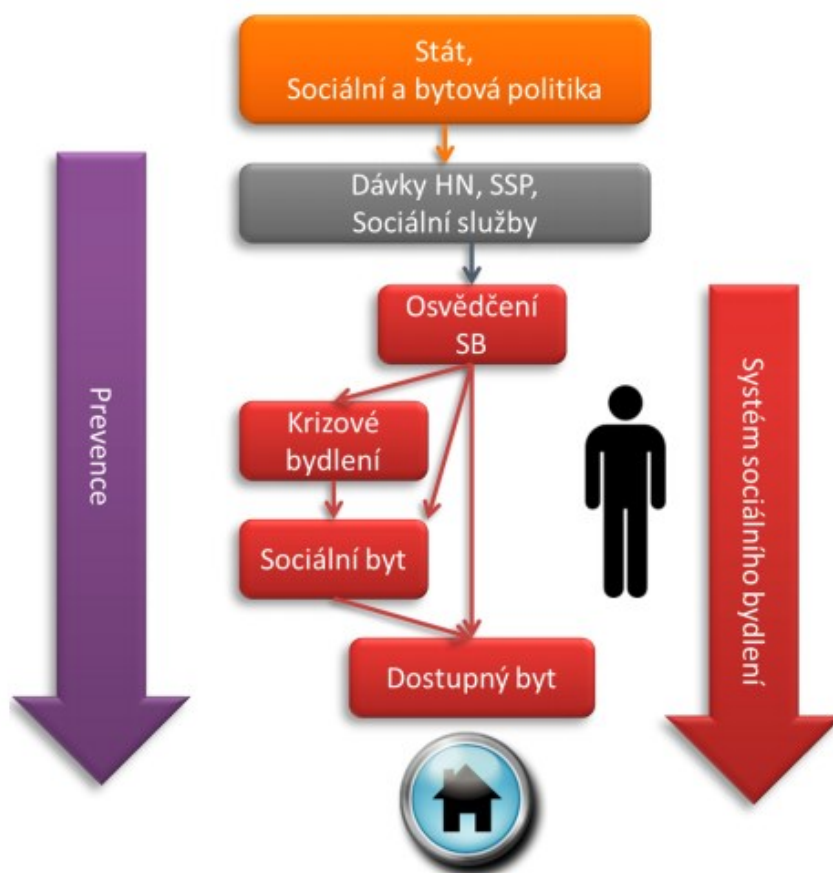 Stát,
Sociální a bytová politika
Dávky HN, SSP,
Sociální služby
Osvědčení
SB
Prevence
Krizové
bydlení
Systém sociálního bydlení
Sociální byt
Dostupný byt